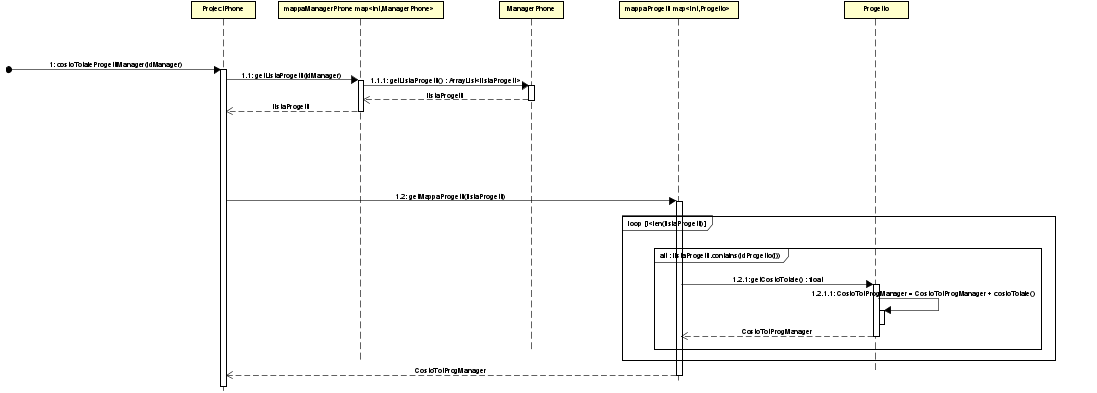 ProjectPhone
mappaManagerPhone map<int,ManagerPhone>
ManagerPhone
mappaProgetti map<int,Progetto>
Progetto
1: costoTotaleProgettiManager(idManager)
1.1: getListaProgetti(idManager)
1.1.1: getListaProgetti() : ArrayList<listaProgetti>
listaProgetti
listaProgetti
1.2: getMappaProgetti(listaProgetti)
loop [i<len(listaProgetti)]
alt : listaProgetti.contains(idProgetto(i))
1.2.1:getCostoTotale() : float
1.2.1.1: CostoTotProgManager = CostoTotProgManager + costoTotale()
CostoTotProgManager
CostoTotProgManager